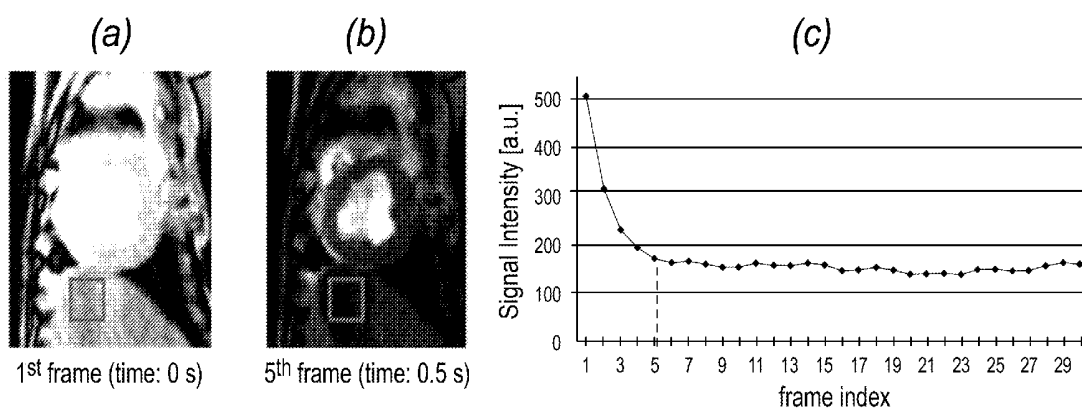 (a)
(b)
(c)
1st frame (time: 0 s)
5th frame (time: 0.5 s)
Signal Intensity [a.u.]
500
400
300
200
100
0
1 3 5 7 9 11 13 15 17 19 21 23 25 27 29
frame index